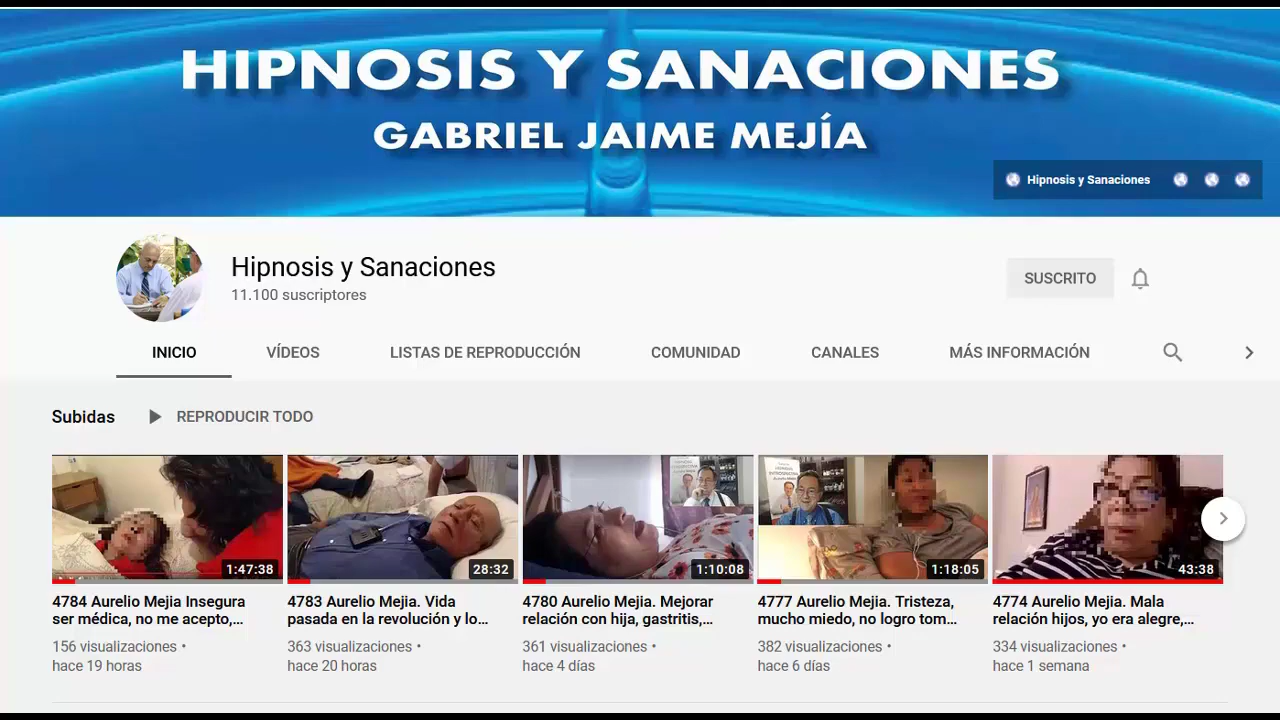 HIPNOSIS Y SANACIONES
GABRIEL JAIME MEJÍA
Hipnosis y Sanaciones
Hipnosis y Sanaciones
11.100 suscriptores
SUSCRITO
INICIO VÍDEOS LISTAS DE REPRODUCCIÓN COMUNIDAD CANALES MÁS INFORMACIÓN
Subidas REPRODUCIR TODO
1:47:38 28:32 1:10:08 1:18:05 43:38
4784 Aurelio Mejia Insegura
ser médica, no me acepto,...
156 visualizaciones •
hace 19 horas
4783 Aurelio Mejia. Vida
pasada en la revolución y lo...
363 visualizaciones •
hace 20 horas
4780 Aurelio Mejia. Mejorar
relación con hija, gastritis,...
361 visualizaciones •
hace 4 días
4777 Aurelio Mejia. Tristeza,
mucho miedo, no logro tom...
382 visualizaciones •
hace 6 días
4774 Aurelio Mejia. Mala
relación hijos, yo era alegre,...
334 visualizaciones •
hace 1 semana